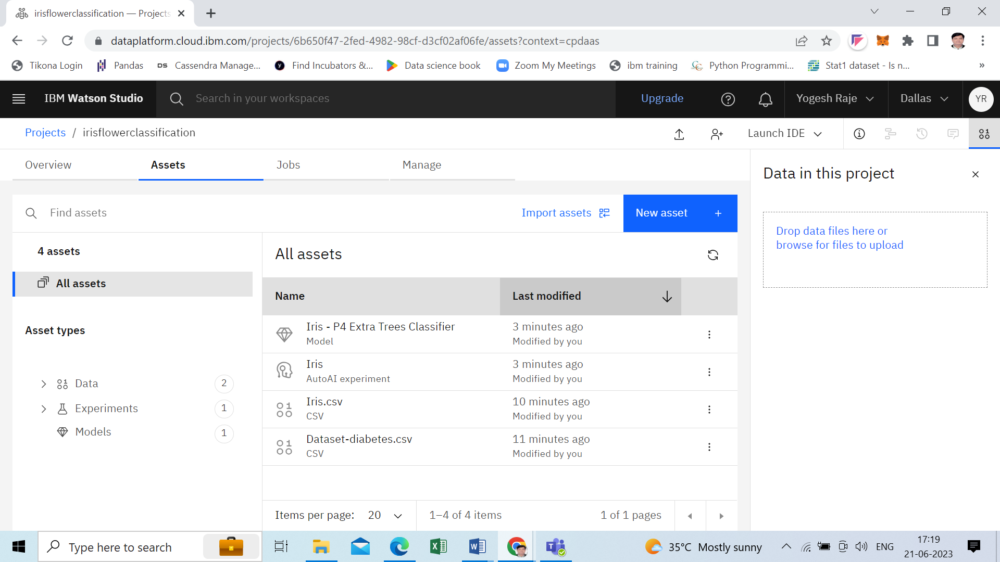 irisflowerclassification — Projects
dataplatform.cloud.ibm.com/projects/6b650f47-2fed-4982-98cf-d3cf02af06fe/assets?context=cpdaas
Tikona Login
Pandas
DS Cassendra Manage...
Find Incubators &...
Data science book
Zoom My Meetings
ibm training
Python Programmi...
Stat1 dataset - Is n...
»
IBM Watson Studio
Search in your workspaces
Upgrade
Yogesh Raje
Dallas
YR
Projects / irisflowerclassification
Launch IDE
Overview
Assets
Jobs
Manage
Data in this project
Find assets
Import assets
New asset +
Drop data files here or
browse for files to upload
4 assets
All assets
All assets
Name
Last modified
Asset types
Iris - P4 Extra Trees Classifier
Model
3 minutes ago
Modified by you
Iris
AutoAI experiment
3 minutes ago
Modified by you
Data 2
Iris.csv
CSV
10 minutes ago
Modified by you
Experiments 1
Models 1
Dataset-diabetes.csv
CSV
11 minutes ago
Modified by you
Items per page: 20
1–4 of 4 items
1 of 1 pages
Type here to search
35°C Mostly sunny
ENG
17:19
21-06-2023